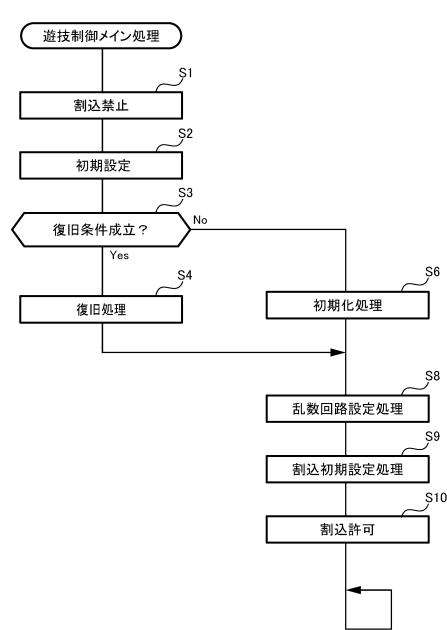 遊技制御メイン処理
S1
割込禁止
S2
初期設定
S3
復旧条件成立？
No
Yes
S4
復旧処理
S6
初期化処理
S8
乱数回路設定処理
S9
割込初期設定処理
S10
割込許可